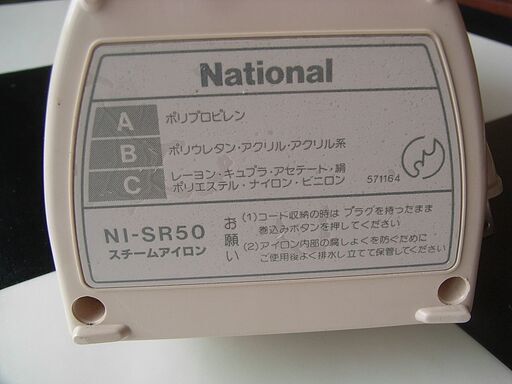 National
A ポリプロピレン
B ポリウレタン・アクリル・アクリル系
C レーヨン・キュプラ・アセテート・絹
ポリエステル・ナイロン・ビニロン
571164
NI-SR50
スチームアイロン
お願い
(1)コード収納の時は プラグを持ったまま
巻込みボタンを押してください
(2)アイロン内部の腐しょくを防ぐために
ご使用後よく排水し立てて保管してください